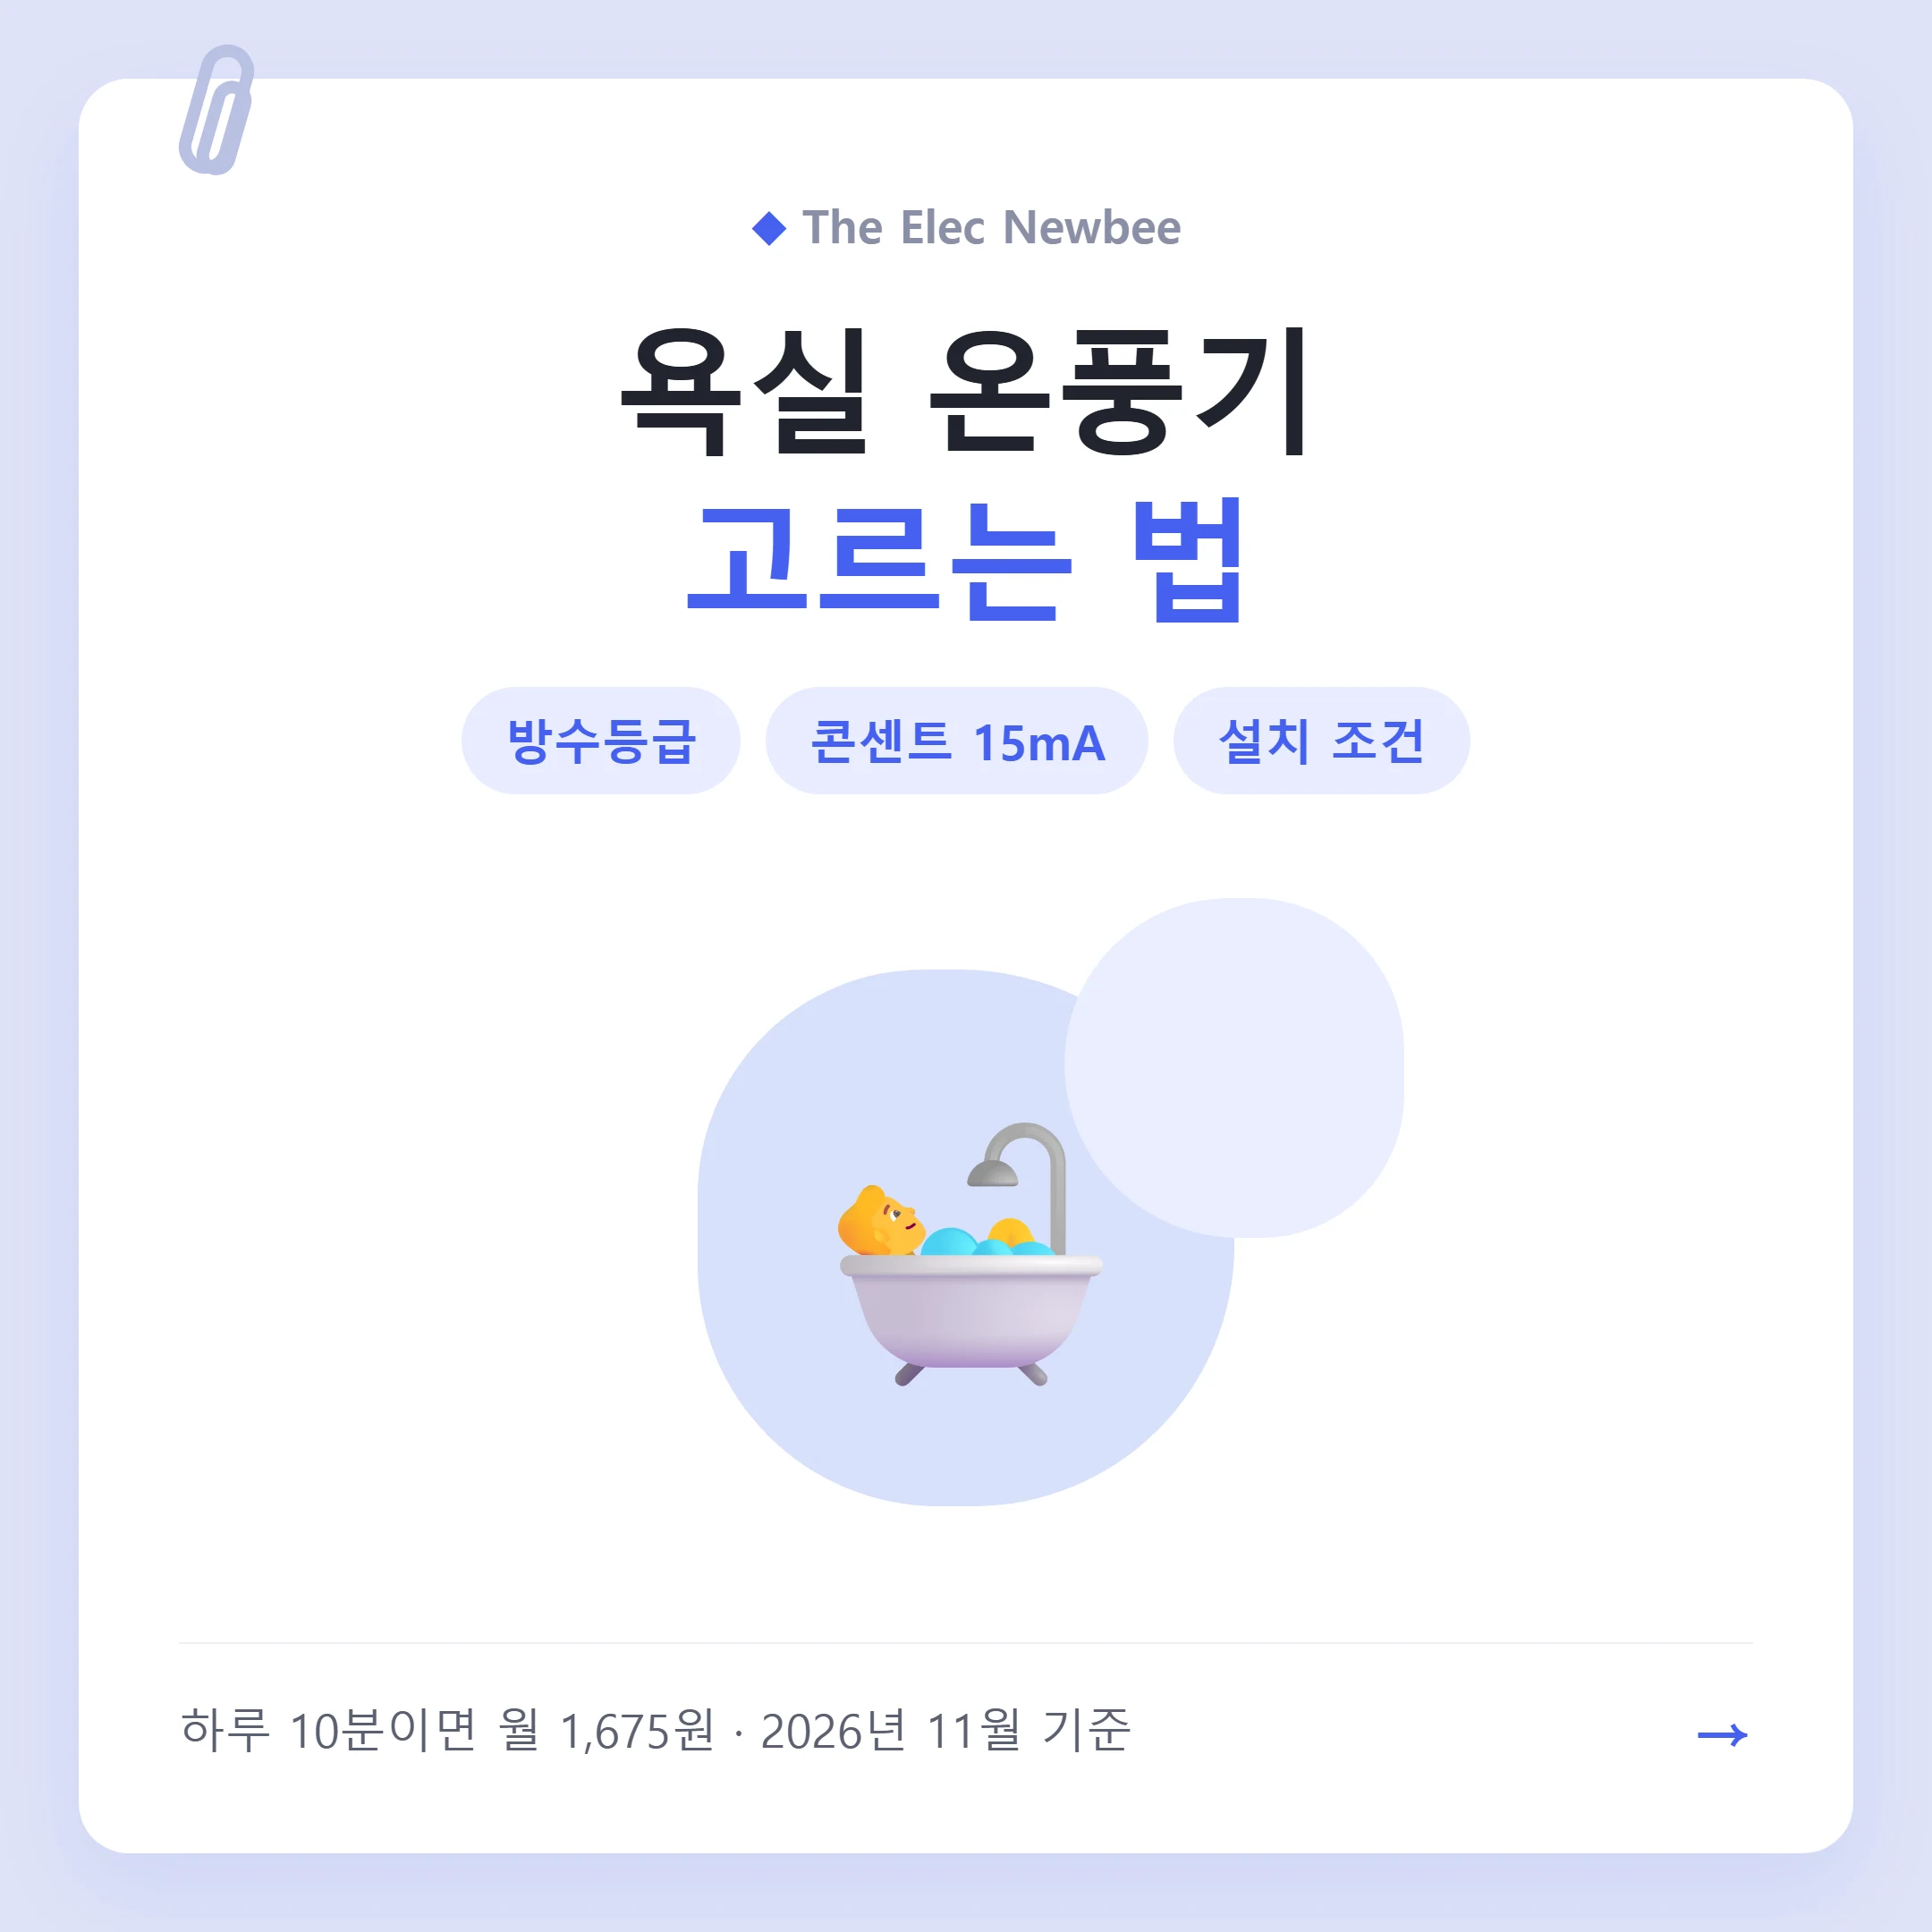 The Elec Newbee
욕실 온풍기
고르는 법
방수등급 콘센트 15mA 설치 조건
하루 10분이면 월 1,675원 · 2026년 11월 기준 →